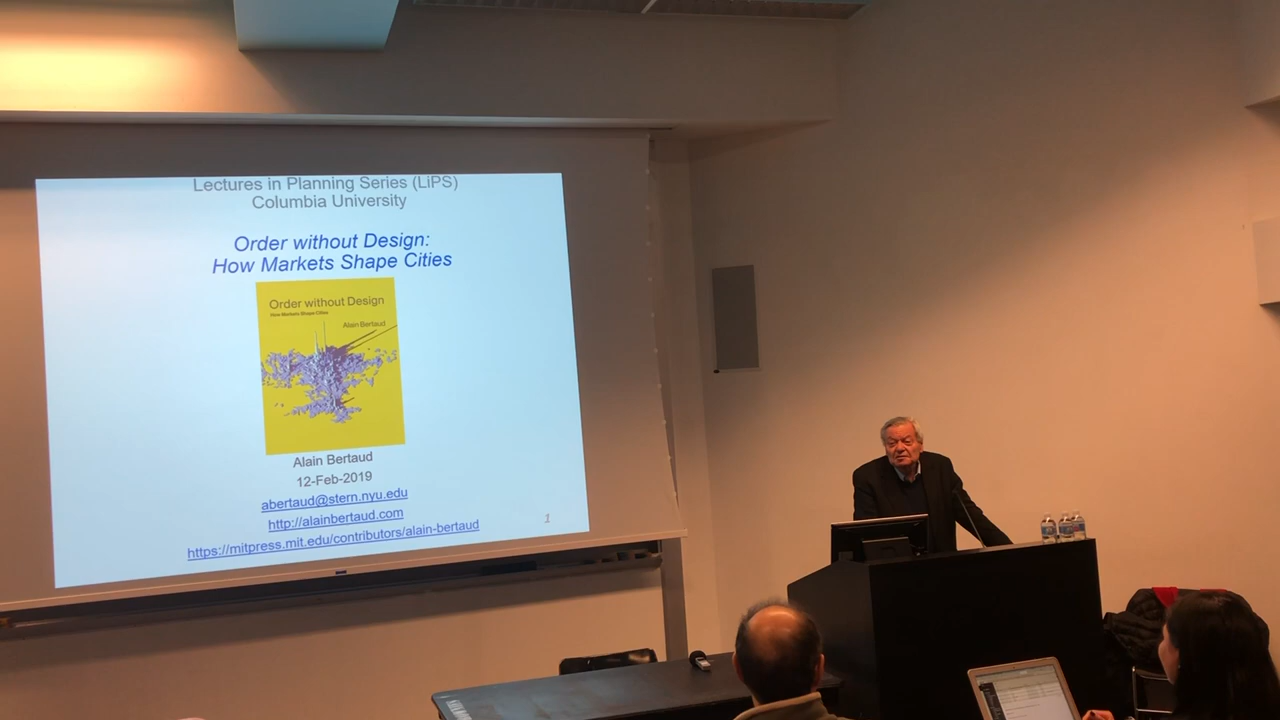 Lectures in Planning Series (LiPS)
Columbia University
Order without Design:
How Markets Shape Cities
Order without Design
How Markets Shape Cities
Alain Bertaud
Alain Bertaud
12-Feb-2019
abertaud@stern.nyu.edu
http://alainbertaud.com
https://mitpress.mit.edu/contributors/alain-bertaud
1